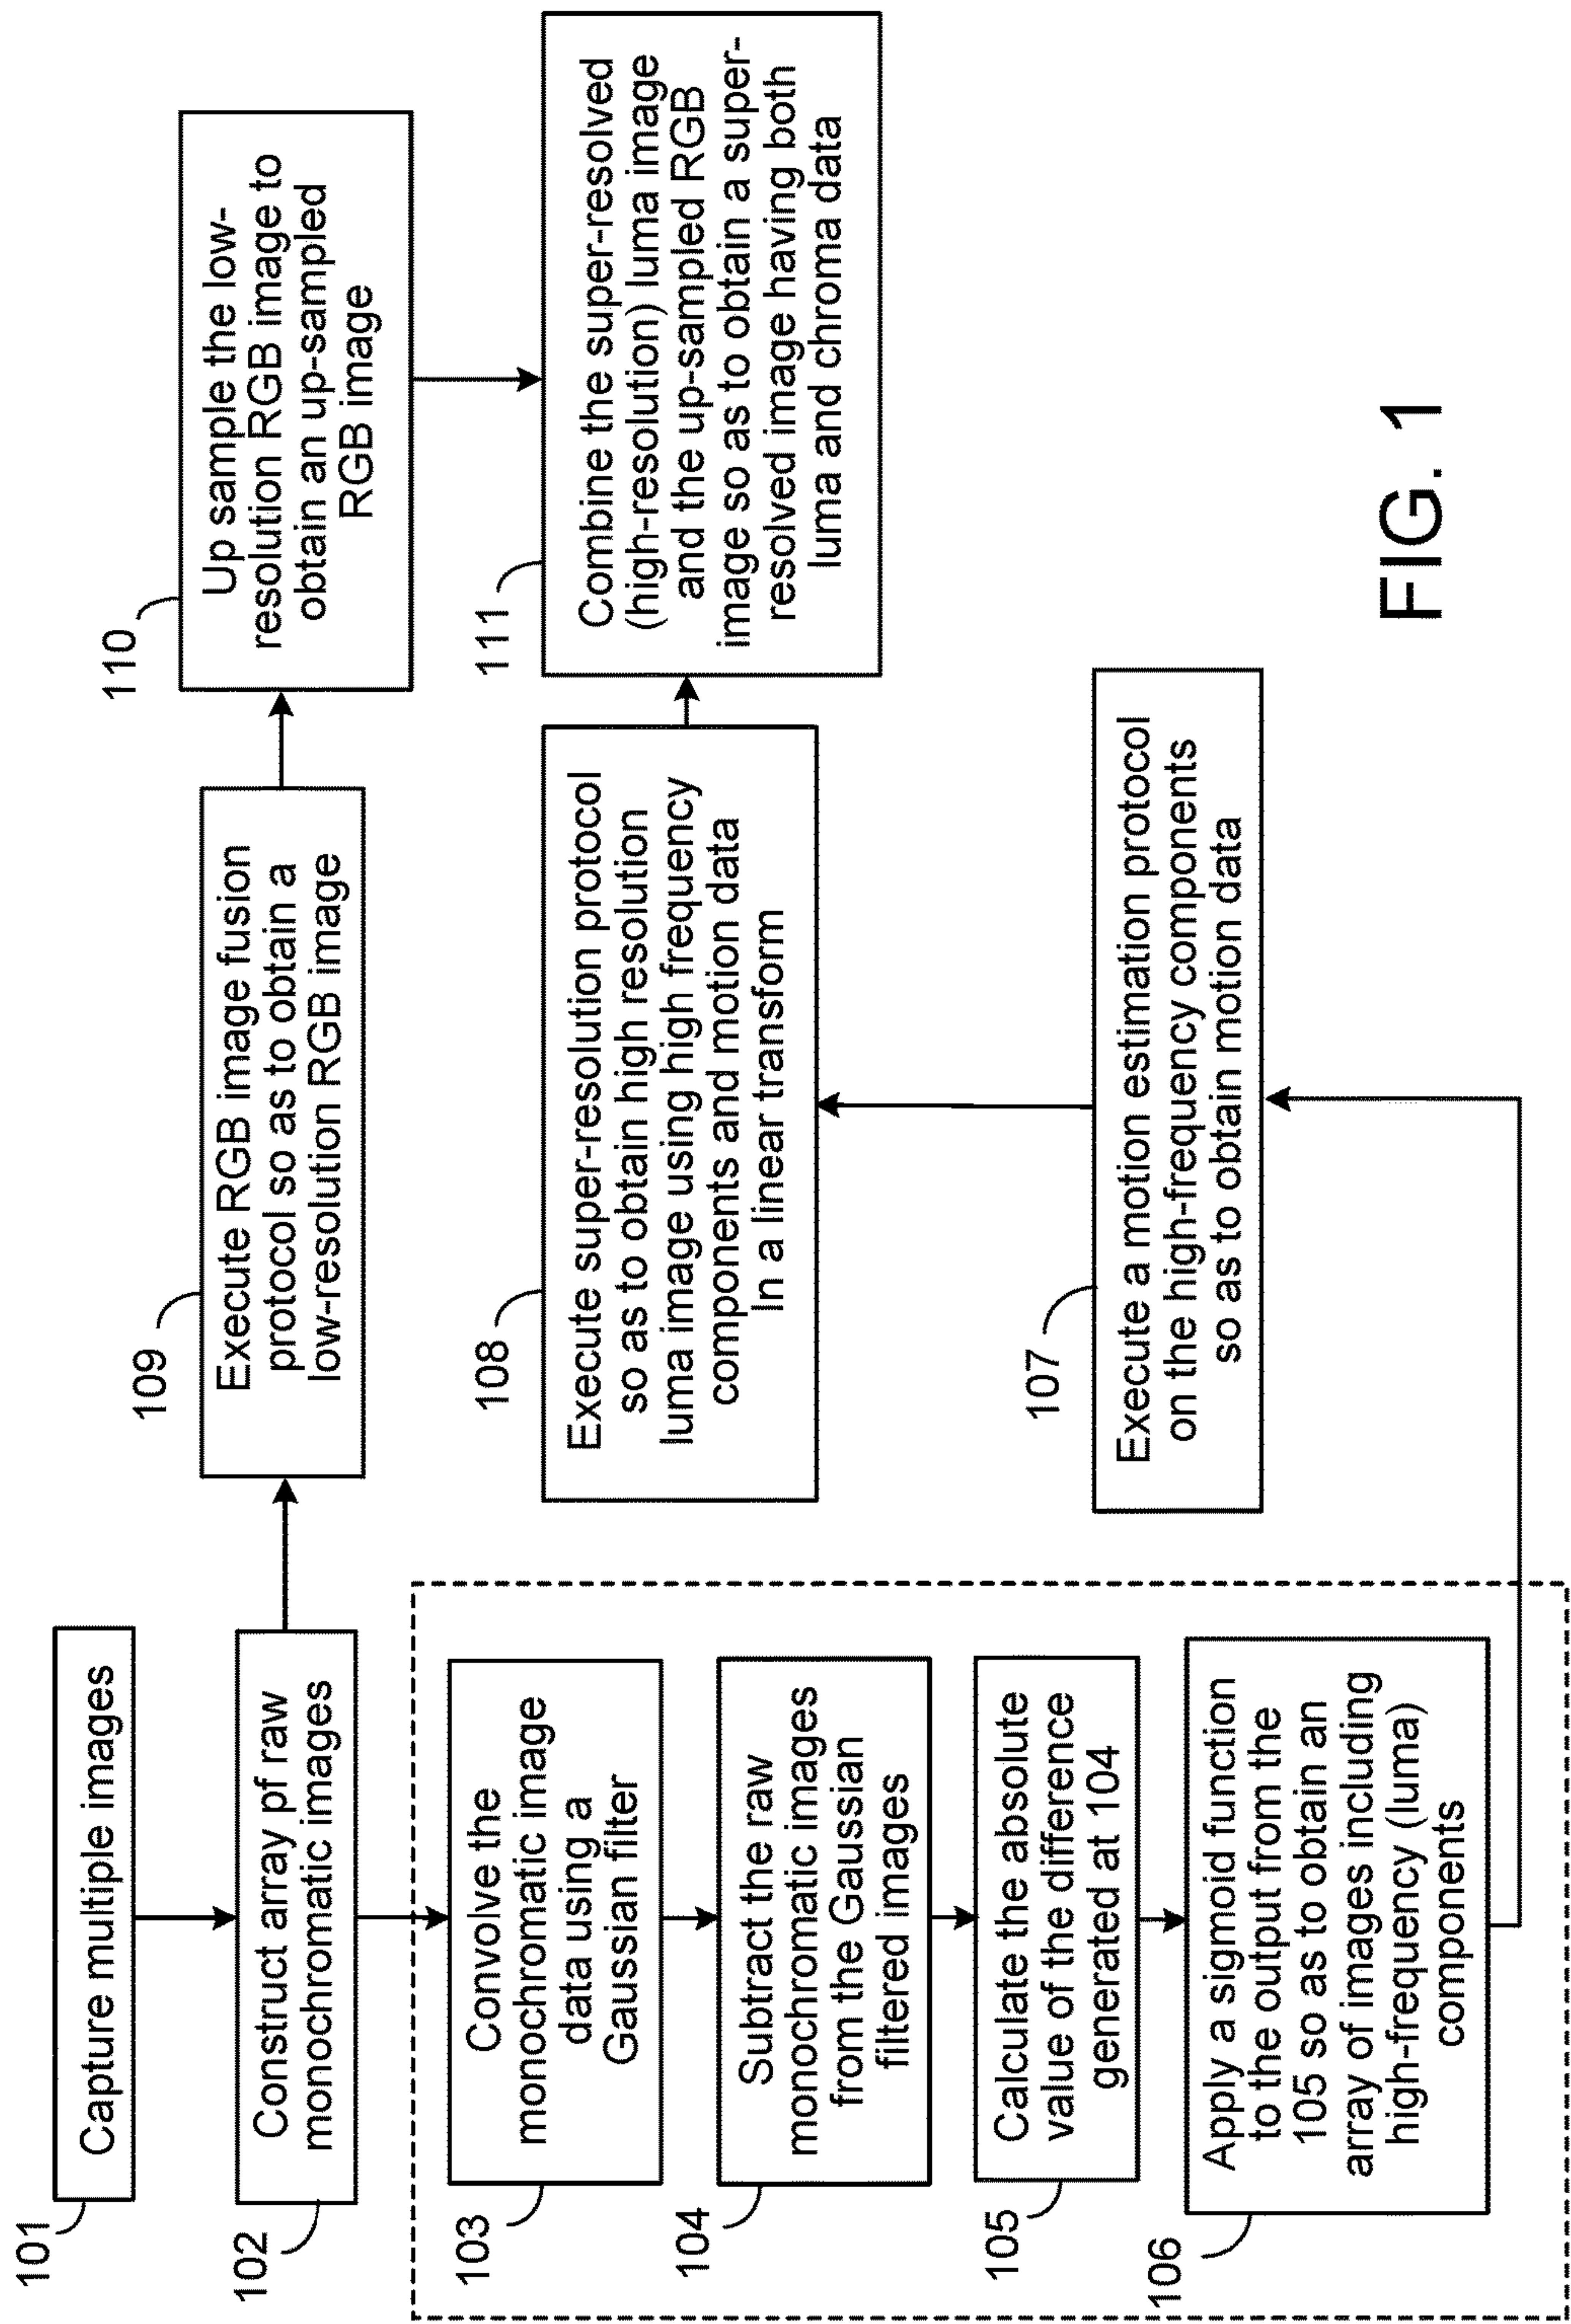 101
Capture multiple images
102
Construct array pf raw
monochromatic images
103
Convolve the
monochromatic image
data using a
Gaussian filter
104
Subtract the raw
monochromatic images
from the Gaussian
filtered images
105
Calculate the absolute
value of the difference
generated at 104
106
Apply a sigmoid function
to the output from the
105 so as to obtain an
array of images including
high-frequency (luma)
components
107
Execute a motion estimation protocol
on the high-frequency components
so as to obtain motion data
108
Execute super-resolution protocol
so as to obtain high resolution
luma image using high frequency
components and motion data
In a linear transform
109
Execute RGB image fusion
protocol so as to obtain a
low-resolution RGB image
110
Up sample the low-
resolution RGB image to
obtain an up-sampled
RGB image
111
Combine the super-resolved
(high-resolution) luma image
and the up-sampled RGB
image so as to obtain a super-
resolved image having both
luma and chroma data
FIG. 1